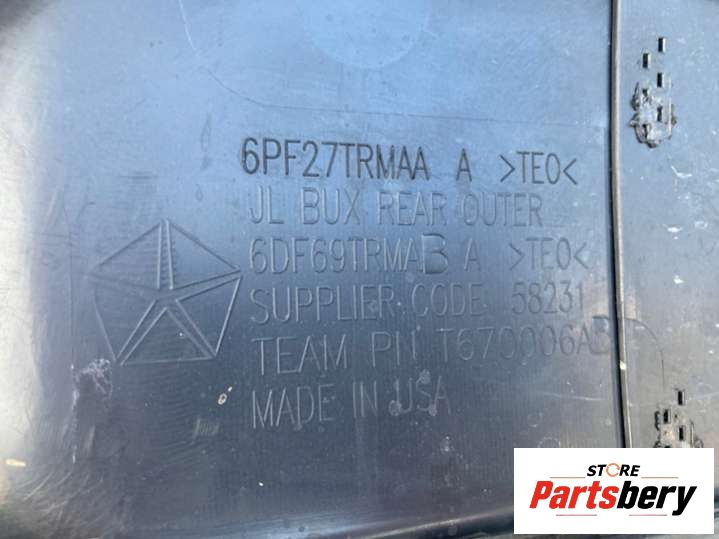 6PF27TRMAA A >TEO<
JL BUX REAR OUTER
6DF69TRMAB A >TEO<
SUPPLIER CODE 58231
TEAM PN T670006AB
MADE IN USA
STORE
Partsbery